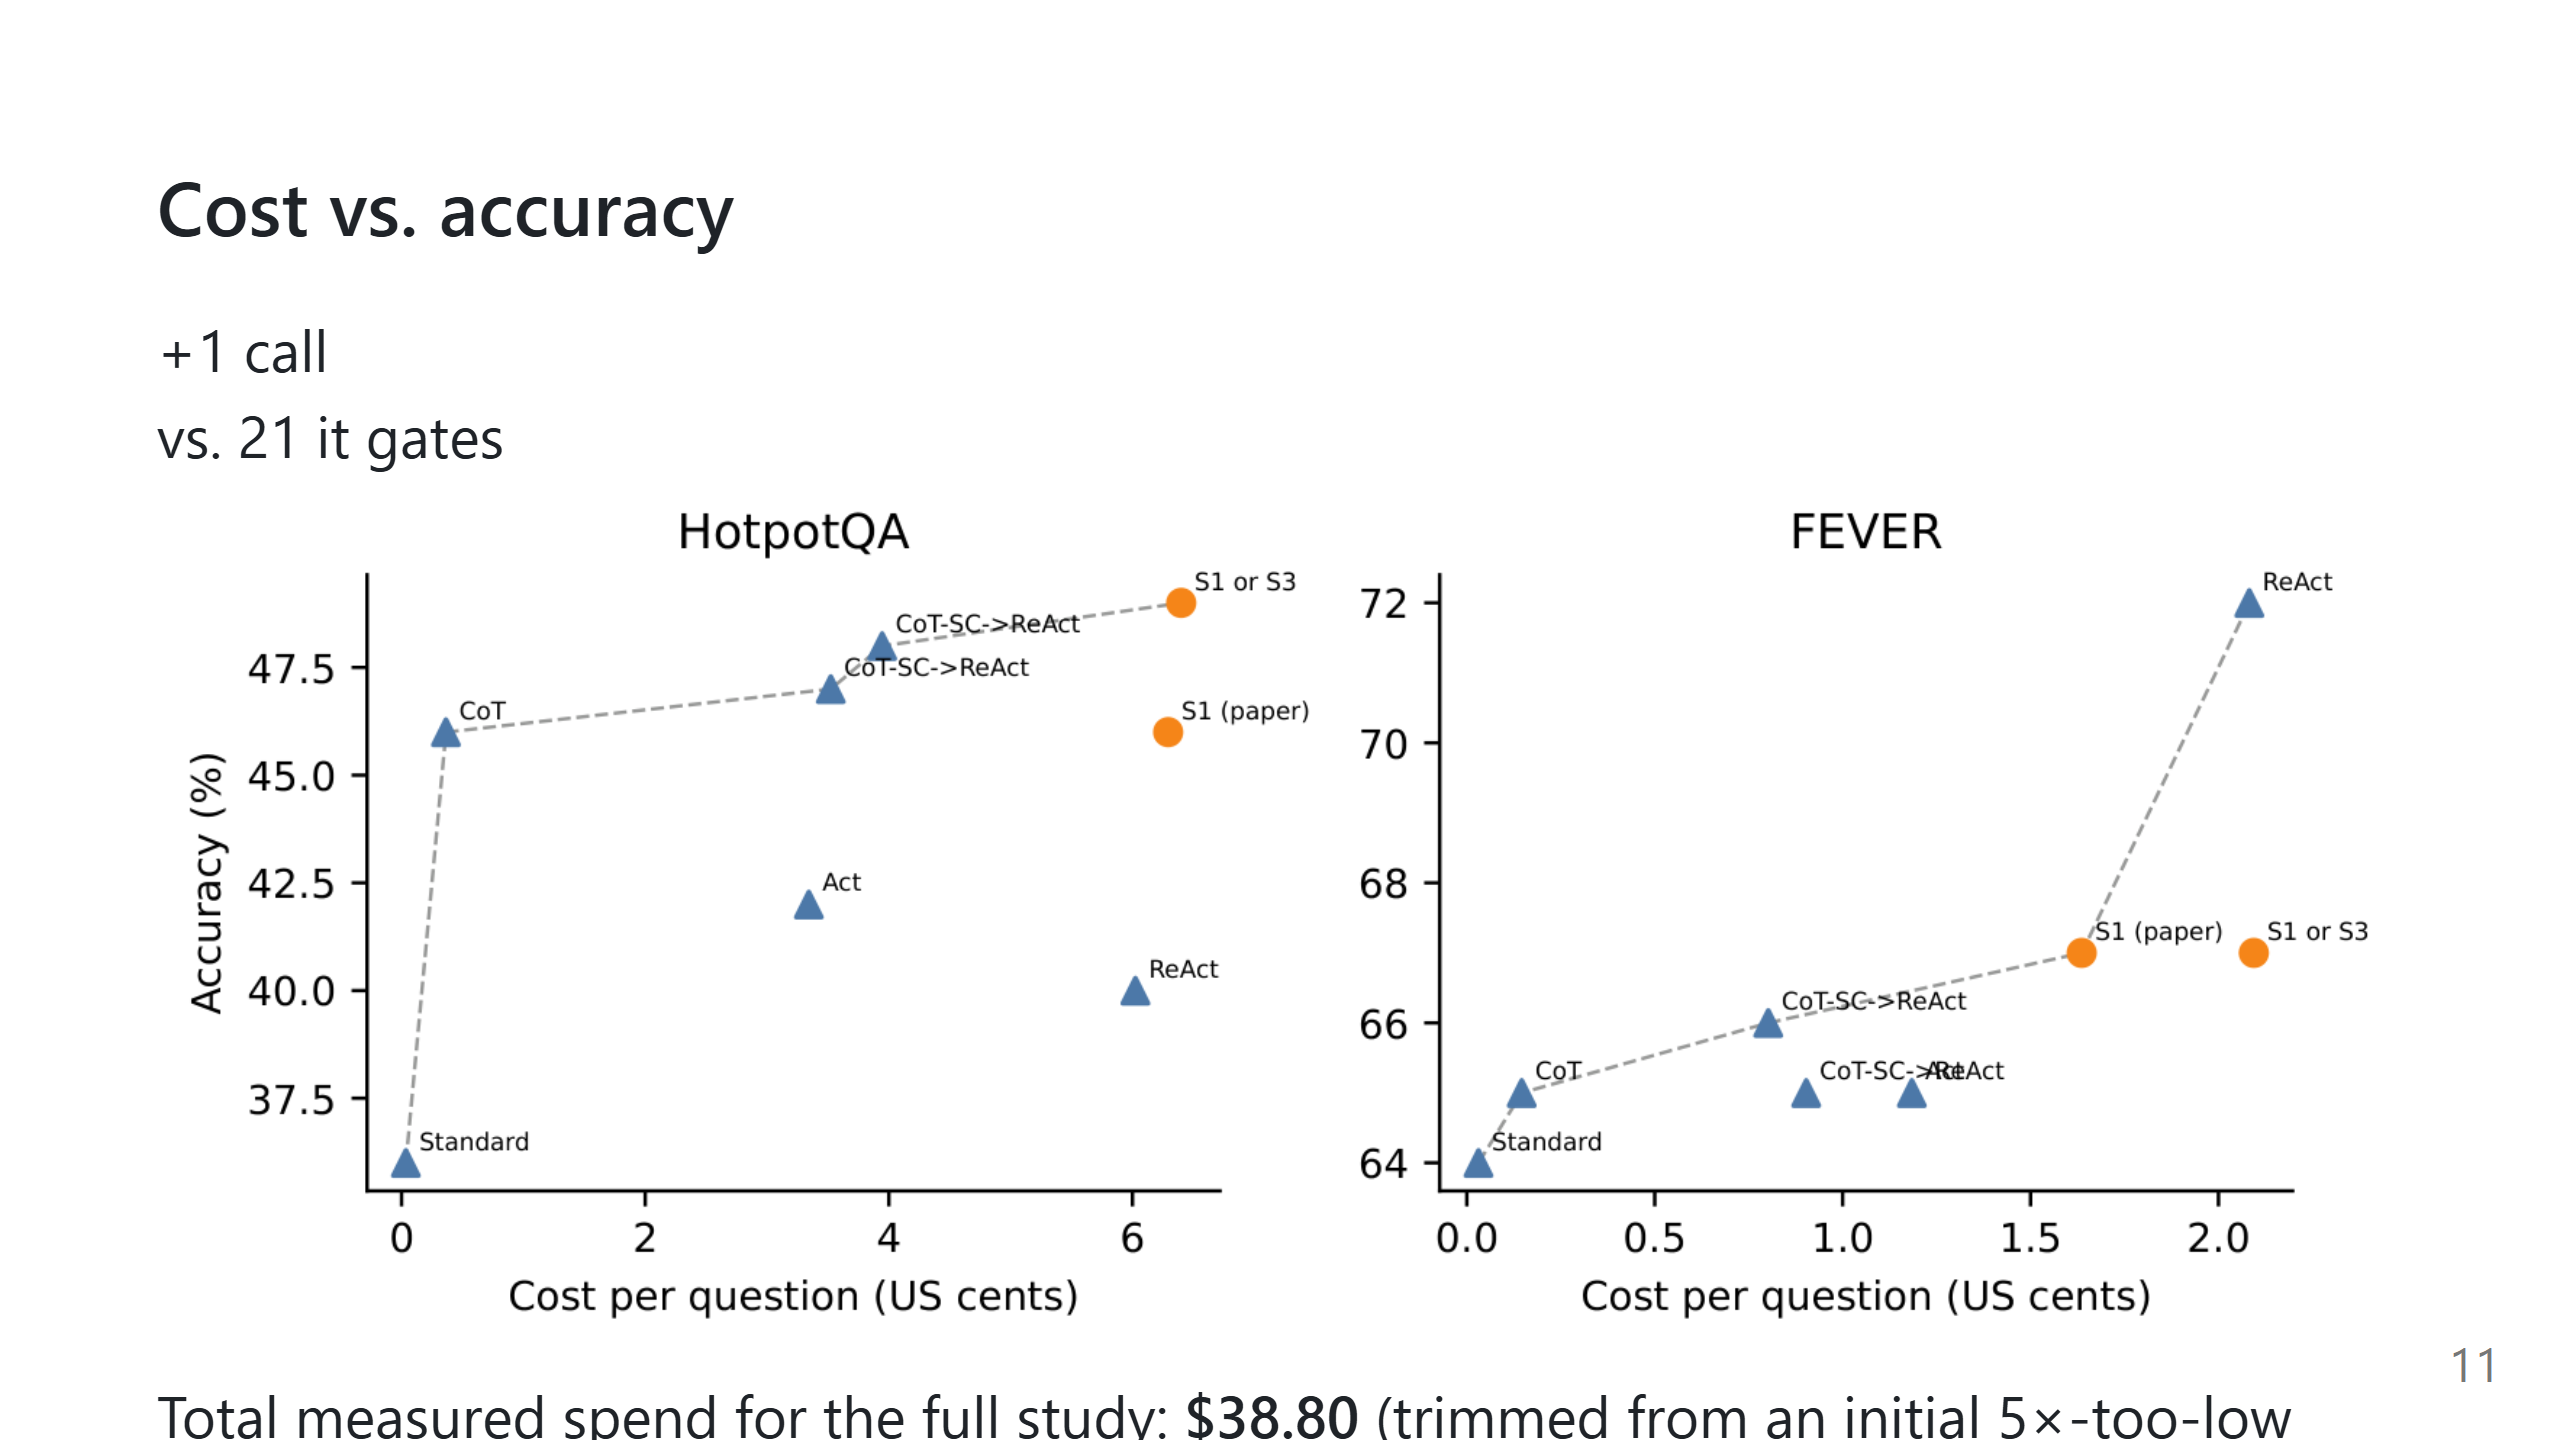 Cost vs. accuracy
+1 call
vs. 21 it gates
HotpotQA
S1 or S3
CoT-SC->ReAct
CoT-SC->ReAct
47.5
CoT
S1 (paper)
45.0
Accuracy (%)
42.5
Act
40.0
ReAct
37.5
Standard
0 2 4 6
Cost per question (US cents)
FEVER
72
ReAct
70
68
S1 (paper)
S1 or S3
66
CoT-SC->ReAct
CoT
CoT-SC->ReAct
Act
Standard
64
0.0 0.5 1.0 1.5 2.0
Cost per question (US cents)
11
Total measured spend for the full study: $38.80 (trimmed from an initial 5×-too-low